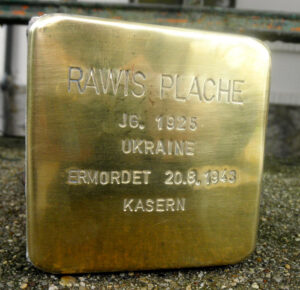 RAWIS PLACHE
JG. 1925
UKRAINE
ERMORDET 20.8.1943
KASERN